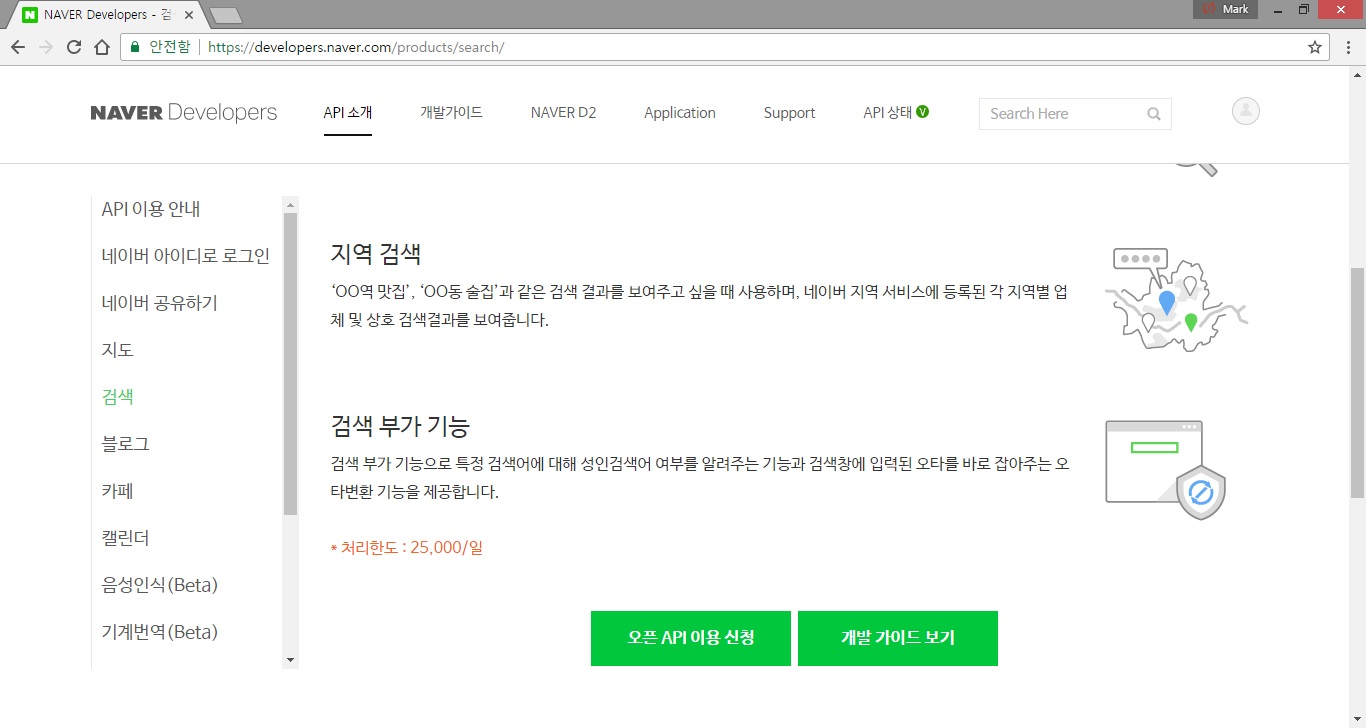 NAVER Developers - 검
Mark
안전함
https://developers.naver.com/products/search/
NAVER Developers
API 소개
개발가이드
NAVER D2
Application
Support
API 상태 V
Search Here
API 이용 안내
네이버 아이디로 로그인
네이버 공유하기
지도
검색
블로그
카페
캘린더
음성인식(Beta)
기계번역(Beta)
지역 검색
‘OO역 맛집’, ‘OO동 술집’과 같은 검색 결과를 보여주고 싶을 때 사용하며, 네이버 지역 서비스에 등록된 각 지역별 업
체 및 상호 검색결과를 보여줍니다.
검색 부가 기능
검색 부가 기능으로 특정 검색어에 대해 성인검색어 여부를 알려주는 기능과 검색창에 입력된 오타를 바로 잡아주는 오
타변환 기능을 제공합니다.
* 처리한도 : 25,000/일
오픈 API 이용 신청
개발 가이드 보기